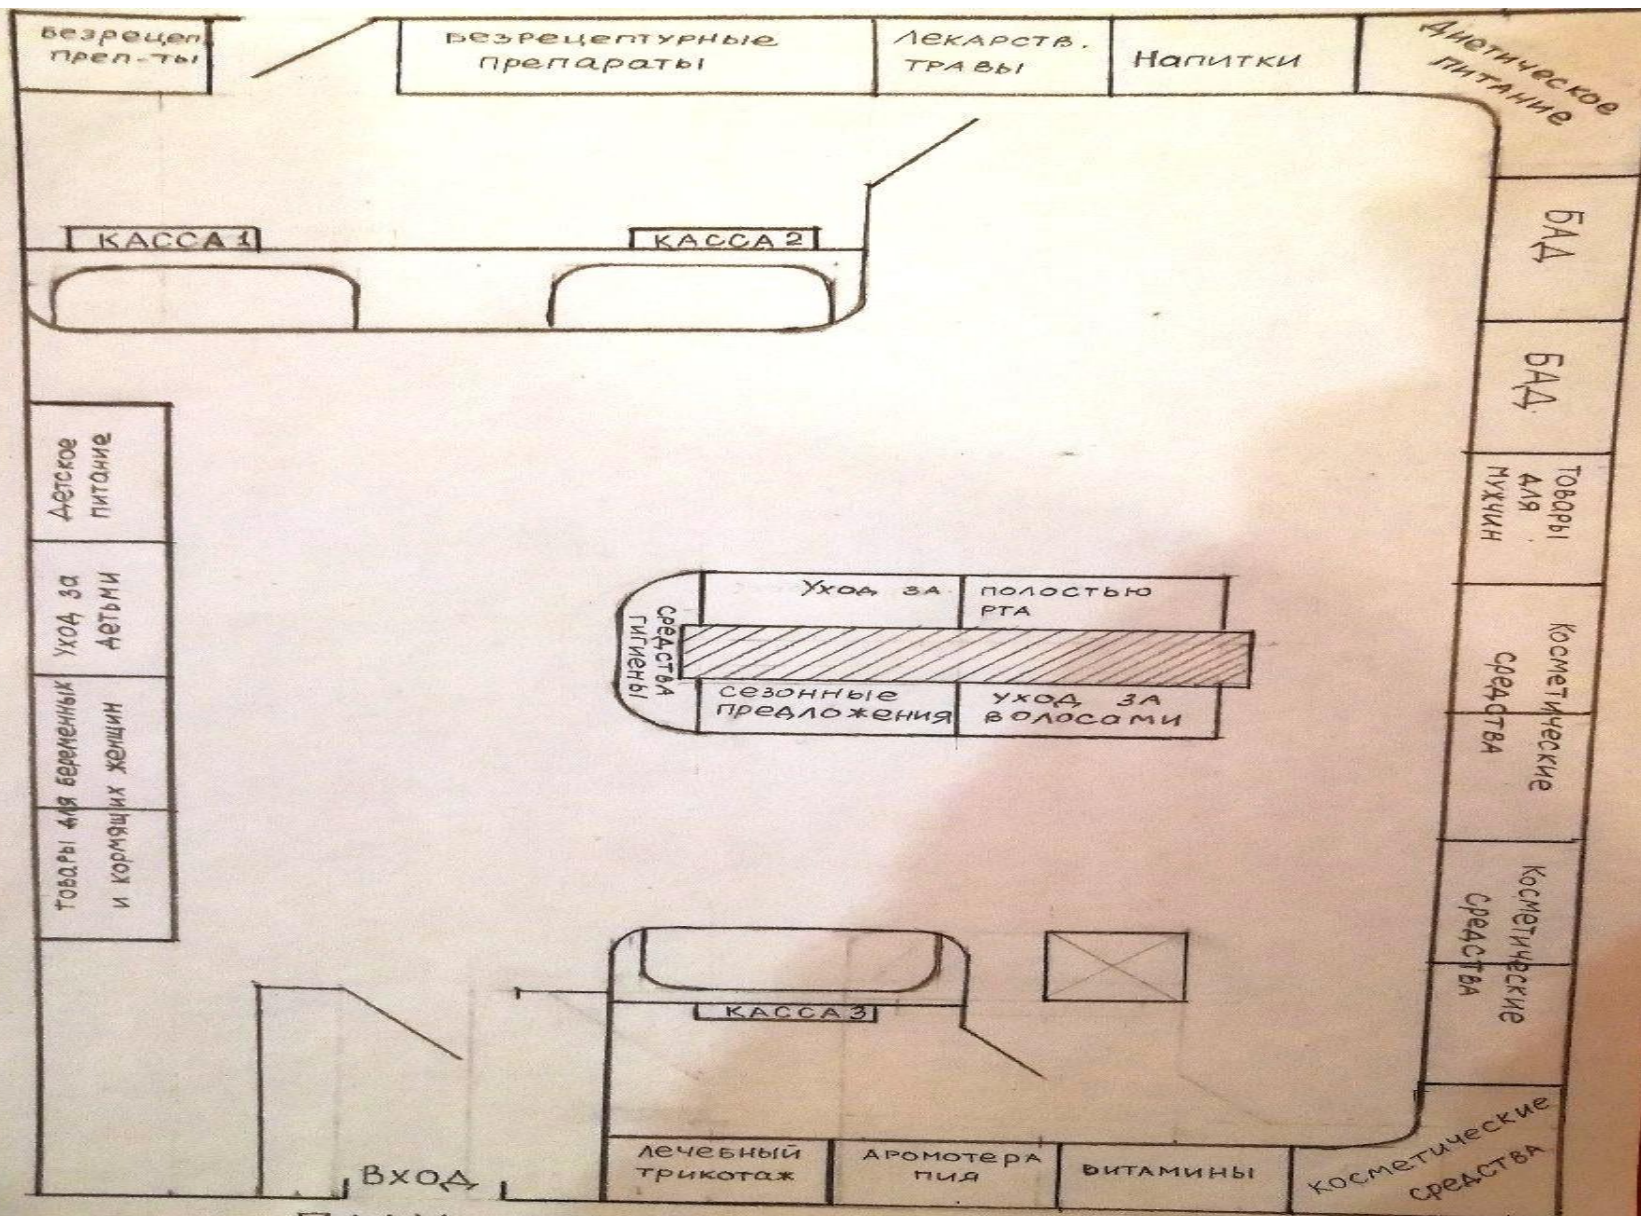 Безрецеп.
преп-ты
Безрецептурные
препараты
Лекарств.
травы
Напитки
Диетическое
питание
КАССА 1
КАССА 2
БАД
БАД
Товары
для
мужчин
Детское
питание
Уход за
детьми
Товары для беременных
и кормящих женщин
Уход за полостью
рта
средства
гигиены
сезонные
предложения
уход за
волосами
Косметические
средства
Косметические
средства
КАССА 3
Вход
Лечебный
трикотаж
Аромотера
пия
Витамины
Косметические
средства